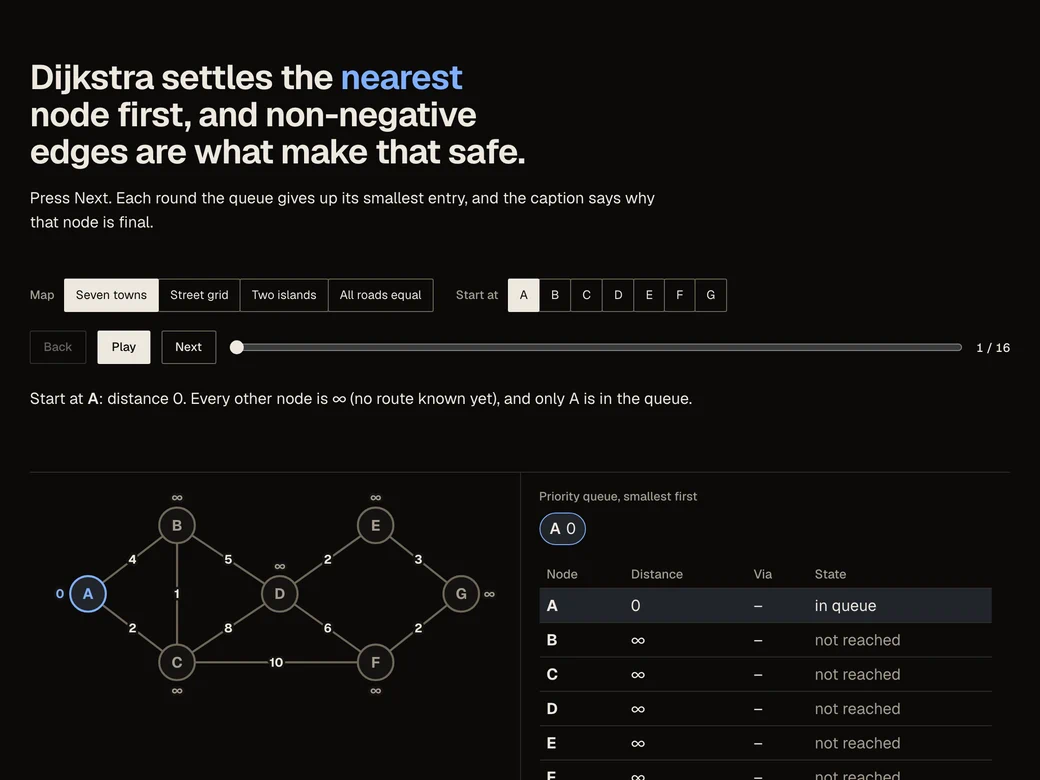 Dijkstra settles the nearest
node first, and non-negative
edges are what make that safe.
Press Next. Each round the queue gives up its smallest entry, and the caption says why
that node is final.
Map Seven towns Street grid Two islands All roads equal Start at A B C D E F G
Back Play Next 1 / 16
Start at A: distance 0. Every other node is ∞ (no route known yet), and only A is in the queue.
∞ ∞
B E
4 5 ∞ 2 3
0 A 1 D G ∞
2 8 6 2
C 10 F
∞ ∞
Priority queue, smallest first
A 0
Node Distance Via State
A 0 – in queue
B ∞ – not reached
C ∞ – not reached
D ∞ – not reached
E ∞ – not reached
F ∞ – not reached